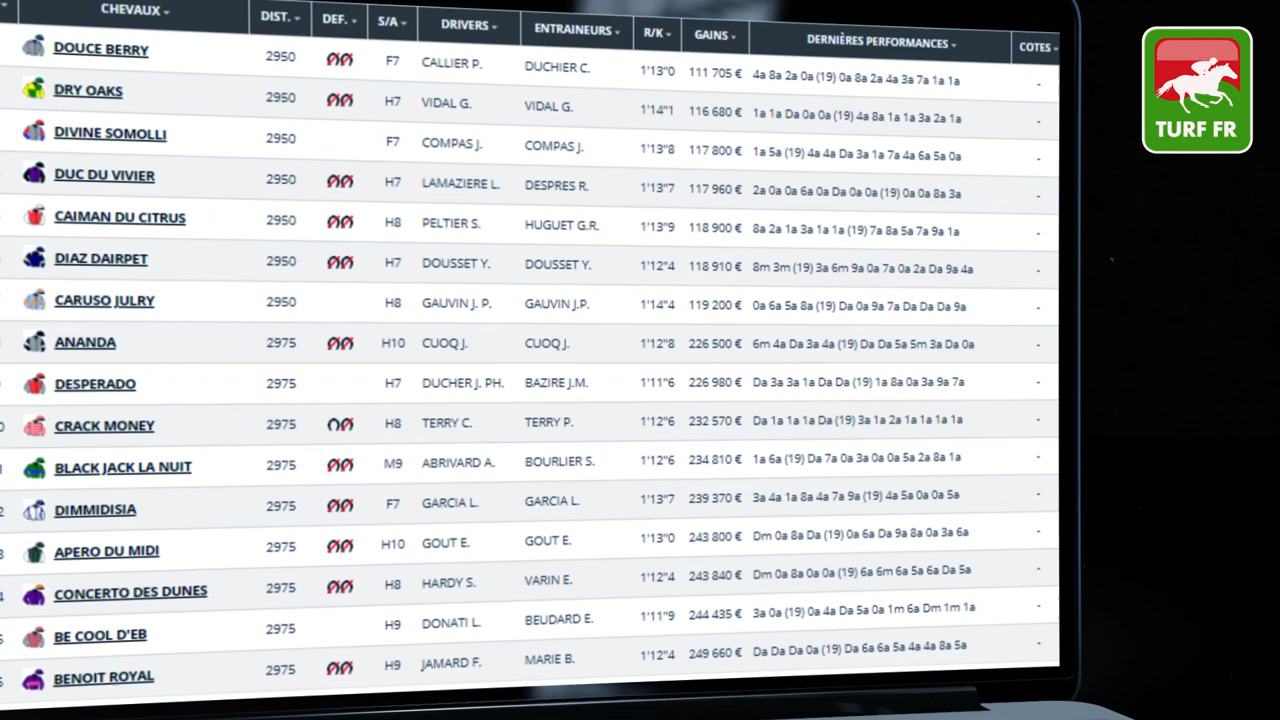 CHEVAUX DIST. DEF. S/A DRIVERS ENTRAINEURS R/K GAINS DERNIÈRES PERFORMANCES COTES
DOUCE BERRY 2950 F7 CALLIER P. DUCHIER C. 1'13"0 111 705 € 4a 8a 2a 0a (19) 0a 8a 2a 4a 3a 7a 1a 1a -
DRY OAKS 2950 H7 VIDAL G. VIDAL G. 1'14"1 116 680 € 1a 1a Da 0a 0a (19) 4a 8a 1a 1a 3a 2a 1a -
DIVINE SOMOLLI 2950 F7 COMPAS J. COMPAS J. 1'13"8 117 800 € 1a 5a (19) 4a 4a Da 3a 1a 7a 4a 6a 5a 0a -
DUC DU VIVIER 2950 H7 LAMAZIERE L. DESPRES R. 1'13"7 117 960 € 2a 0a 0a 6a 0a Da 0a 0a (19) 0a 0a 8a 3a -
CAIMAN DU CITRUS 2950 H8 PELTIER S. HUGUET G.R. 1'13"9 118 900 € 8a 2a 1a 3a 1a 1a (19) 7a 8a 5a 7a 9a 1a -
DIAZ DAIRPET 2950 H7 DOUSSET Y. DOUSSET Y. 1'12"4 118 910 € 8m 3m (19) 3a 6m 9a 0a 7a 0a 2a Da 9a 4a -
CARUSO JULRY 2950 H8 GAUVIN J. P. GAUVIN J.P. 1'14"4 119 200 € 0a 6a 5a 8a (19) Da 0a 9a 7a Da Da Da 9a -
ANANDA 2975 H10 CUOQ J. CUOQ J. 1'12"8 226 500 € 6m 4a Da 3a 4a (19) Da Da 5a 5m 3a Da 0a -
DESPERADO 2975 H7 DUCHER J. PH. BAZIRE J.M. 1'11"6 226 980 € Da 3a 3a 1a Da Da (19) 1a 8a 0a 3a 9a 7a -
0 CRACK MONEY 2975 H8 TERRY C. TERRY P. 1'12"6 232 570 € Da 1a 1a 1a Da (19) 3a 1a 2a 1a 1a 1a 1a -
1 BLACK JACK LA NUIT 2975 M9 ABRIVARD A. BOURLIER S. 1'12"6 234 810 € 1a 6a (19) Da 7a 0a 3a 0a 0a 5a 2a 8a 1a -
2 DIMMIDISIA 2975 F7 GARCIA L. GARCIA L. 1'13"7 239 370 € 3a 4a 1a 8a 4a 7a 9a (19) 4a 5a 0a 0a 5a -
3 APERO DU MIDI 2975 H10 GOUT E. GOUT E. 1'13"0 243 800 € Dm 0a 8a Da (19) 0a 6a Da 9a 8a 0a 3a 6a -
4 CONCERTO DES DUNES 2975 H8 HARDY S. VARIN E. 1'12"4 243 840 € Dm 0a 8a 0a 0a (19) 6a 6m 6a 5a 6a Da 5a -
5 BE COOL D'EB 2975 H9 DONATI L. BEUDARD E. 1'11"9 244 435 € 3a 0a (19) 0a 4a Da 5a 0a 1m 6a Dm 1m 1a -
6 BENOIT ROYAL 2975 H9 JAMARD F. MARIE B. 1'12"4 249 660 € Da Da Da 0a (19) Da 6a 6a 5a 4a 4a 8a 5a -
TURF FR